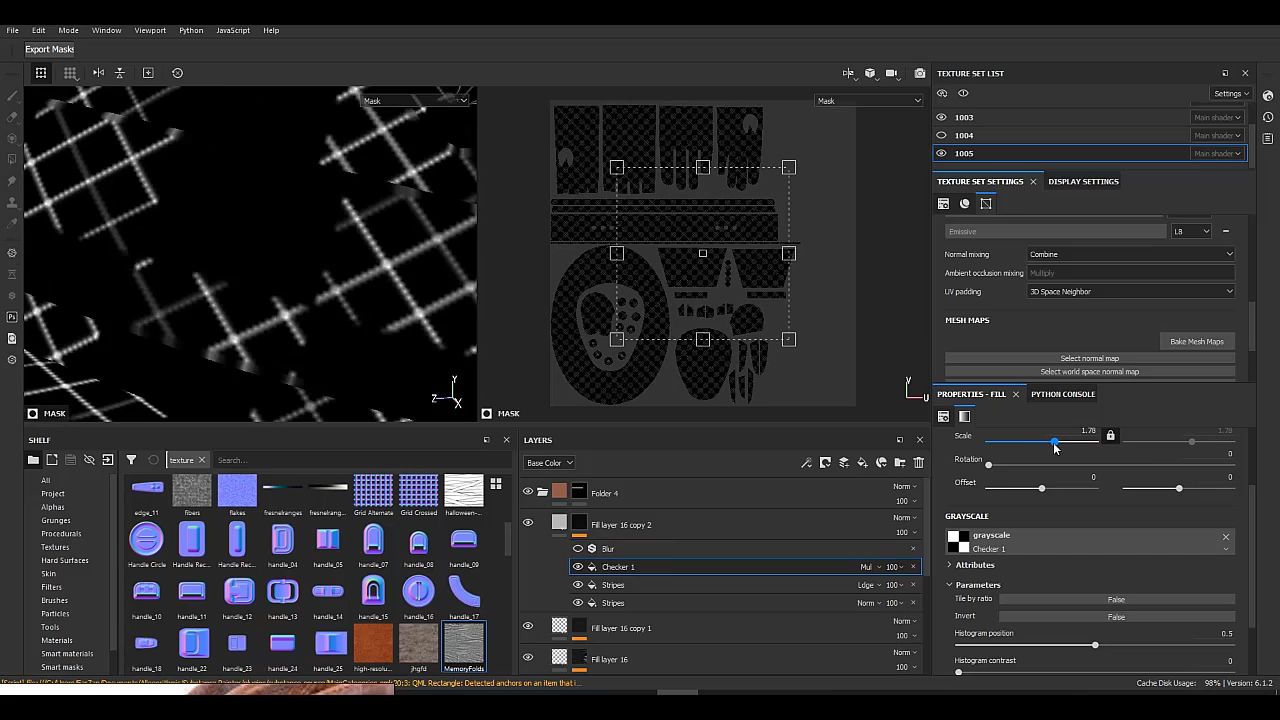 File Edit Mode Window Viewport Python JavaScript Help
Export Masks
Mask
Mask
MASK
MASK
TEXTURE SET LIST
Settings
1003 Main shader
1004 Main shader
1005 Main shader
TEXTURE SET SETTINGS DISPLAY SETTINGS
Emissive L8
Normal mixing Combine
Ambient occlusion mixing Multiply
UV padding 3D Space Neighbor
MESH MAPS
Bake Mesh Maps
Select normal map
Select world space normal map
PROPERTIES - FILL PYTHON CONSOLE
Scale 1.78 1.78
Rotation 0
Offset 0 0
GRAYSCALE
grayscale
Checker 1
Attributes
Parameters
Tile by ratio False
Invert False
Histogram position 0.5
Histogram contrast 0
SHELF
texture Search...
All
Project
Alphas
Grunges
Procedurals
Textures
Hard Surfaces
Skin
Filters
Brushes
Particles
Tools
Materials
Smart materials
Smart masks
edge_11 fibers flakes fresnelranges fresnelrang... Grid Alternate Grid Crossed halloween-...
Handle Circle Handle Rec... Handle Rec... handle_04 handle_06 handle_07 handle_08 handle_09
handle_10 handle_11 handle_12 handle_13 handle_14 handle_15 handle_16 handle_17
handle_18 handle_22 handle_23 handle_24 handle_25 high-resolu... jhgfd MemoryFolds
LAYERS
Base Color
Folder 4 Norm 100
Fill layer 16 copy 2 Norm 100
Blur
Checker 1 Mul 100
Stripes Ldge 100
Stripes Norm 100
Fill layer 16 copy 1 Norm 100
Fill layer 16 Norm 100
QML Rectangle: Detected anchors on an item that i...
Cache Disk Usage: 98% | Version: 6.1.2
Y
Z
X
U